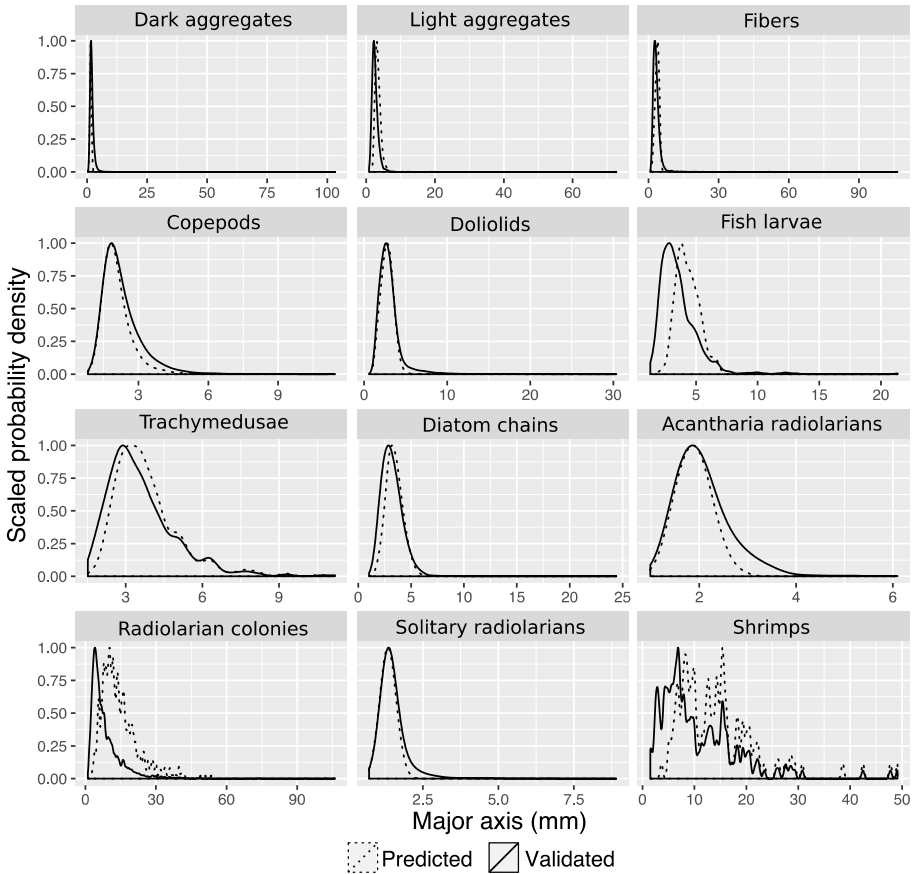 Dark aggregates Light aggregates Fibers
1.00
0.75
0.50
0.25
0.00
0 25 50 75 100 0 20 40 60 0 30 60 90
Copepods Doliolids Fish larvae
1.00
0.75
0.50
0.25
0.00
3 6 9 0 10 20 30 5 10 15 20
Scaled probability density
Trachymedusae Diatom chains Acantharia radiolarians
1.00
0.75
0.50
0.25
0.00
3 6 9 0 5 10 15 20 25 2 4 6
Radiolarian colonies Solitary radiolarians Shrimps
1.00
0.75
0.50
0.25
0.00
0 30 60 90 2.5 5.0 7.5 0 10 20 30 40 50
Major axis (mm)
Predicted Validated